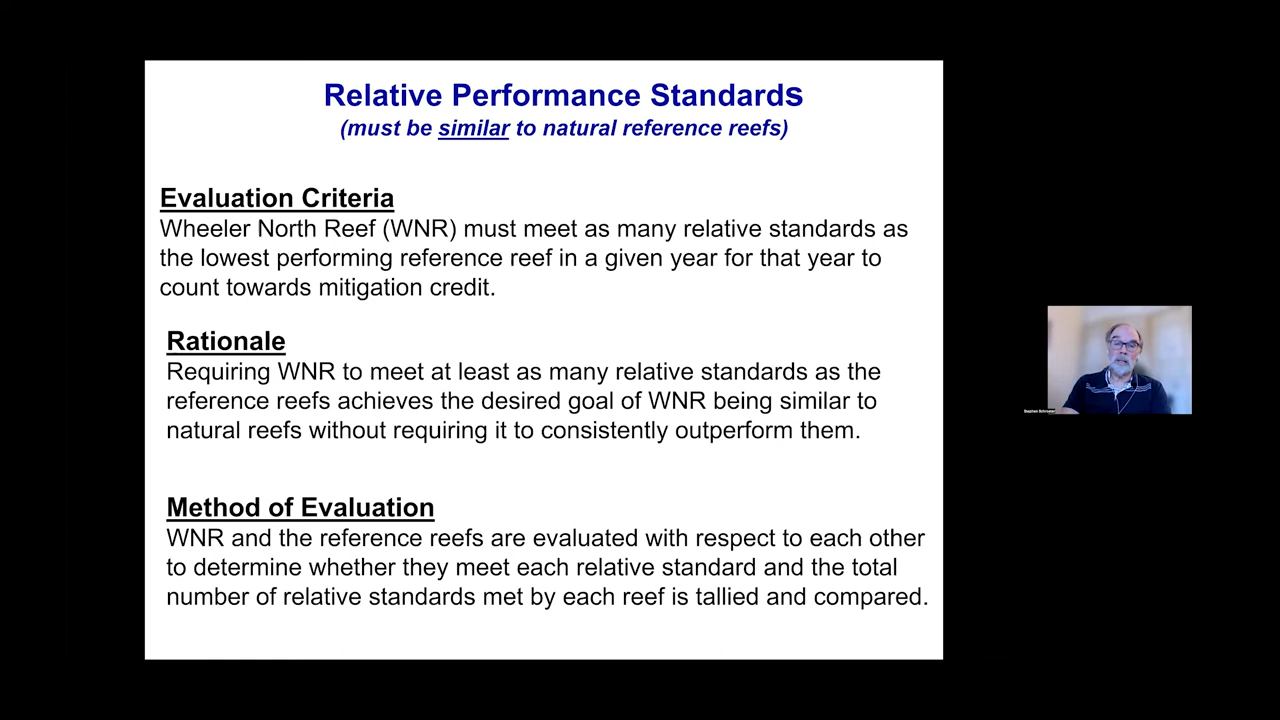 Relative Performance Standards
(must be similar to natural reference reefs)
Evaluation Criteria
Wheeler North Reef (WNR) must meet as many relative standards as
the lowest performing reference reef in a given year for that year to
count towards mitigation credit.
Rationale
Requiring WNR to meet at least as many relative standards as the
reference reefs achieves the desired goal of WNR being similar to
natural reefs without requiring it to consistently outperform them.
Method of Evaluation
WNR and the reference reefs are evaluated with respect to each other
to determine whether they meet each relative standard and the total
number of relative standards met by each reef is tallied and compared.
Stephen